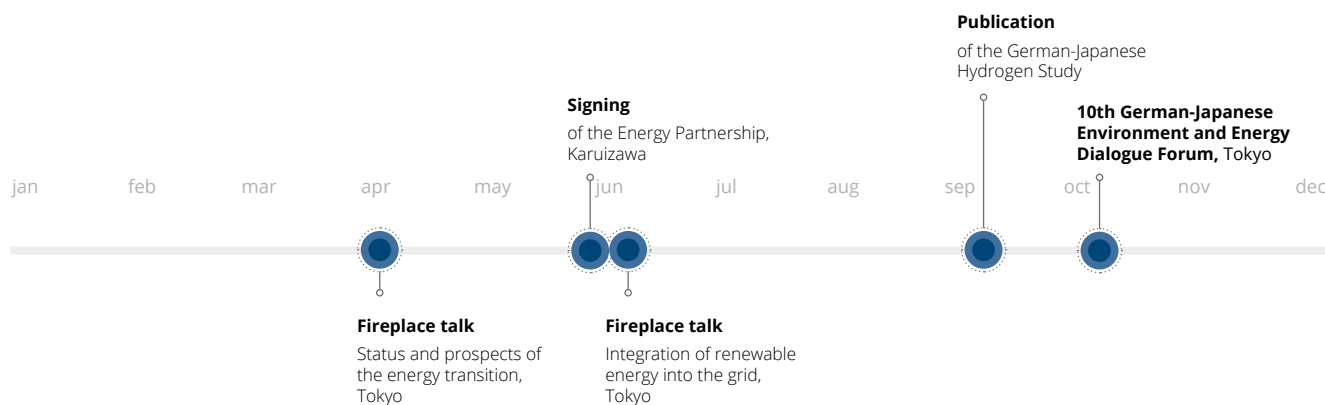 Publication
of the German-Japanese
Hydrogen Study
Signing
of the Energy Partnership,
Karuizawa
10th German-Japanese
Environment and Energy
Dialogue Forum, Tokyo
jan feb mar apr may jun jul aug sep oct nov dec
Fireplace talk
Status and prospects of
the energy transition,
Tokyo
Fireplace talk
Integration of renewable
energy into the grid,
Tokyo